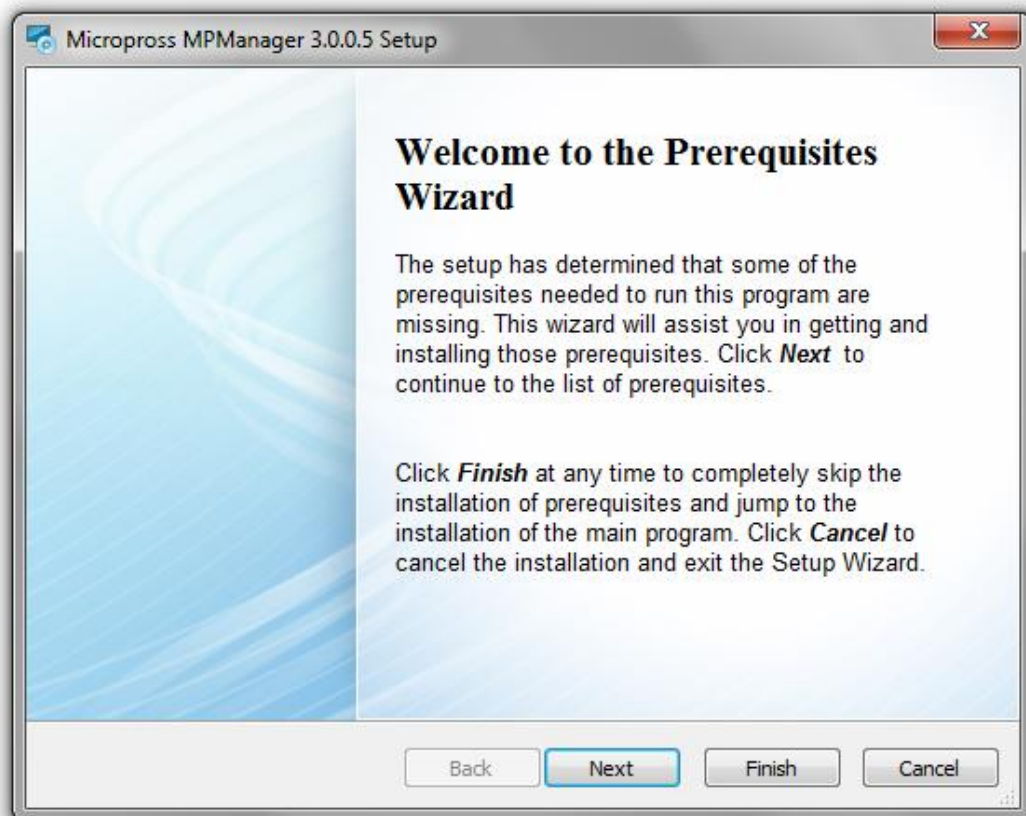 Micropross MPManager 3.0.0.5 Setup
Welcome to the Prerequisites
Wizard
The setup has determined that some of the
prerequisites needed to run this program are
missing. This wizard will assist you in getting and
installing those prerequisites. Click Next to
continue to the list of prerequisites.
Click Finish at any time to completely skip the
installation of prerequisites and jump to the
installation of the main program. Click Cancel to
cancel the installation and exit the Setup Wizard.
Back Next Finish Cancel